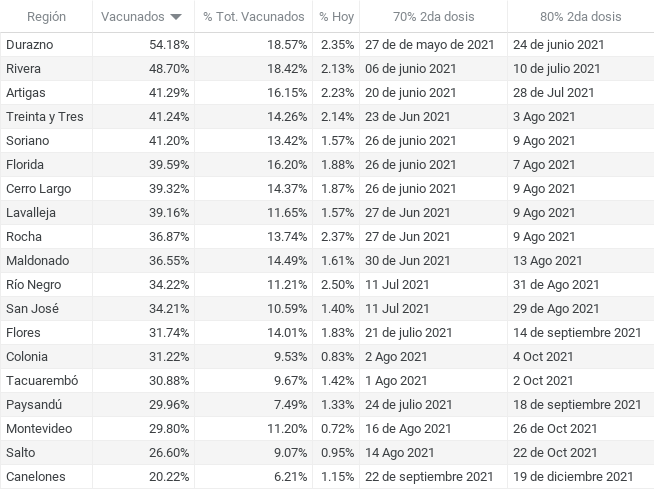 Región Vacunados % Tot. Vacunados % Hoy 70% 2da dosis 80% 2da dosis
Durazno 54.18% 18.57% 2.35% 27 de de mayo de 2021 24 de junio 2021
Rivera 48.70% 18.42% 2.13% 06 de junio 2021 10 de julio 2021
Artigas 41.29% 16.15% 2.23% 20 de junio 2021 28 de Jul 2021
Treinta y Tres 41.24% 14.26% 2.14% 23 de Jun 2021 3 Ago 2021
Soriano 41.20% 13.42% 1.57% 26 de junio 2021 9 Ago 2021
Florida 39.59% 16.20% 1.88% 26 de junio 2021 7 Ago 2021
Cerro Largo 39.32% 14.37% 1.87% 26 de junio 2021 9 Ago 2021
Lavalleja 39.16% 11.65% 1.57% 27 de Jun 2021 9 Ago 2021
Rocha 36.87% 13.74% 2.37% 27 de Jun 2021 9 Ago 2021
Maldonado 36.55% 14.49% 1.61% 30 de Jun 2021 13 Ago 2021
Río Negro 34.22% 11.21% 2.50% 11 Jul 2021 31 de Ago 2021
San José 34.21% 10.59% 1.40% 11 Jul 2021 29 de Ago 2021
Flores 31.74% 14.01% 1.83% 21 de julio 2021 14 de septiembre 2021
Colonia 31.22% 9.53% 0.83% 2 Ago 2021 4 Oct 2021
Tacuarembó 30.88% 9.67% 1.42% 1 Ago 2021 2 Oct 2021
Paysandú 29.96% 7.49% 1.33% 24 de julio 2021 18 de septiembre 2021
Montevideo 29.80% 11.20% 0.72% 16 de Ago 2021 26 de Oct 2021
Salto 26.60% 9.07% 0.95% 14 Ago 2021 22 de Oct 2021
Canelones 20.22% 6.21% 1.15% 22 de septiembre 2021 19 de diciembre 2021